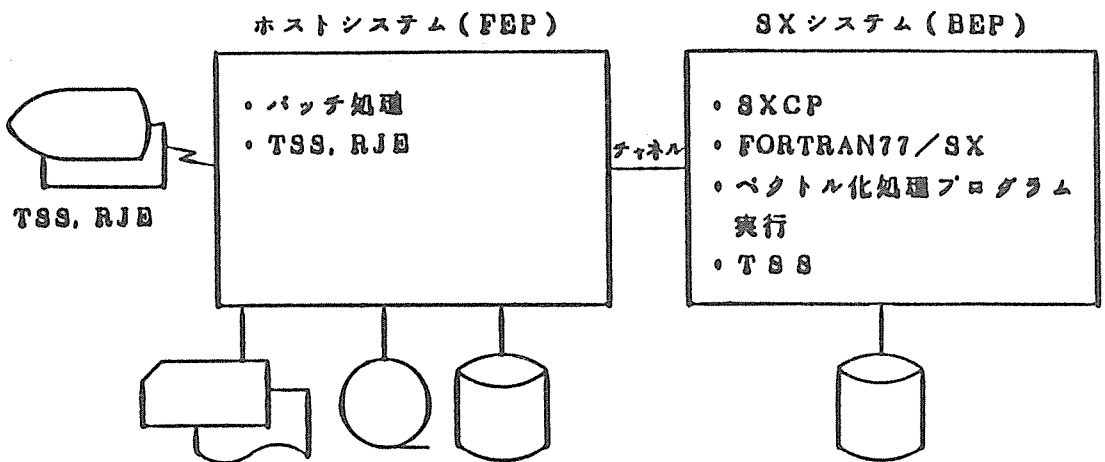 ホストシステム(FEP)
SXシステム(BEP)
・バッチ処理
・TSS, RJE
TSS, RJE
チャネル
・SXCP
・FORTRAN77/SX
・ベクトル化処理プログラム
実行
・TSS